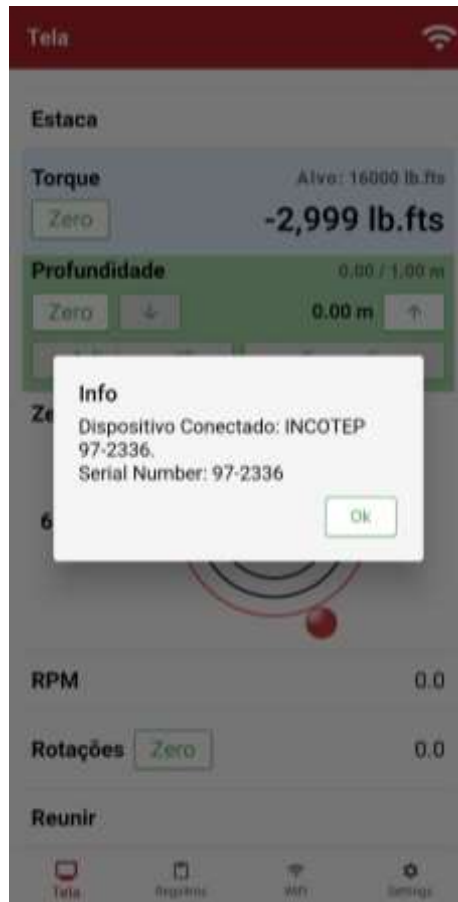 Tela
Estaca
Torque
Alvo: 16000 lb.fts
Zero
-2,999 lb.fts
Profundidade
0.00 / 1.00 m
Zero
0.00 m
Ze
Info
Dispositivo Conectado: INCOTEP
97-2336.
Serial Number: 97-2336
Ok
6
RPM
0.0
Rotações
Zero
0.0
Reunir
Tela
Registros
WiFi
Settings